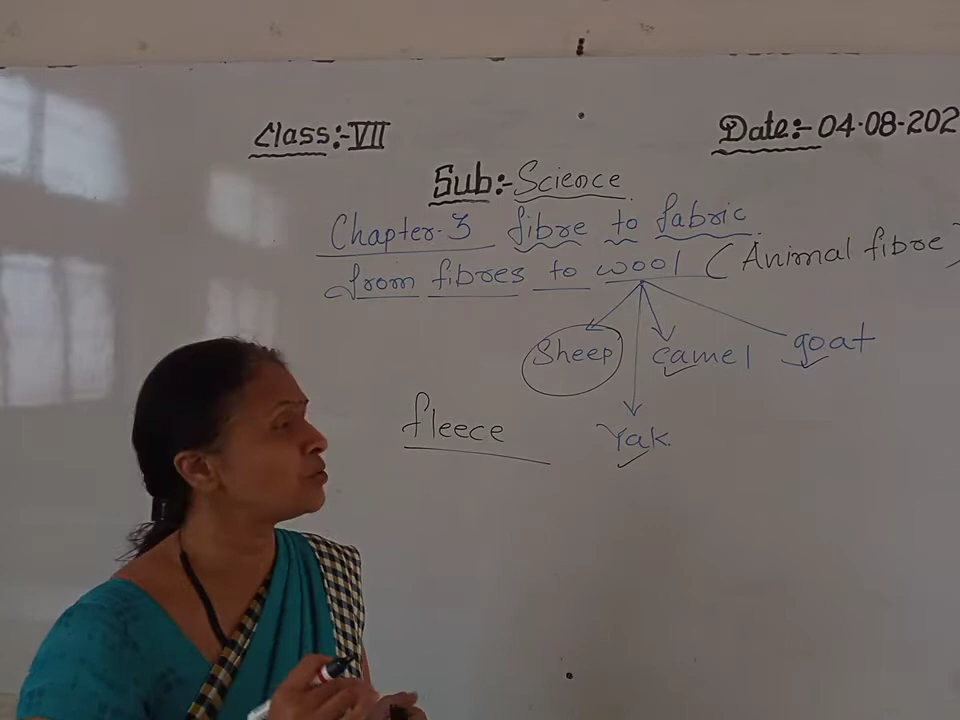 Class:-VII
Date:-04-08-202
Sub:-Science
Chapter-3 fibre to fabric
from fibres to wool (Animal fibre)
Sheep camel goat
fleece
Yak